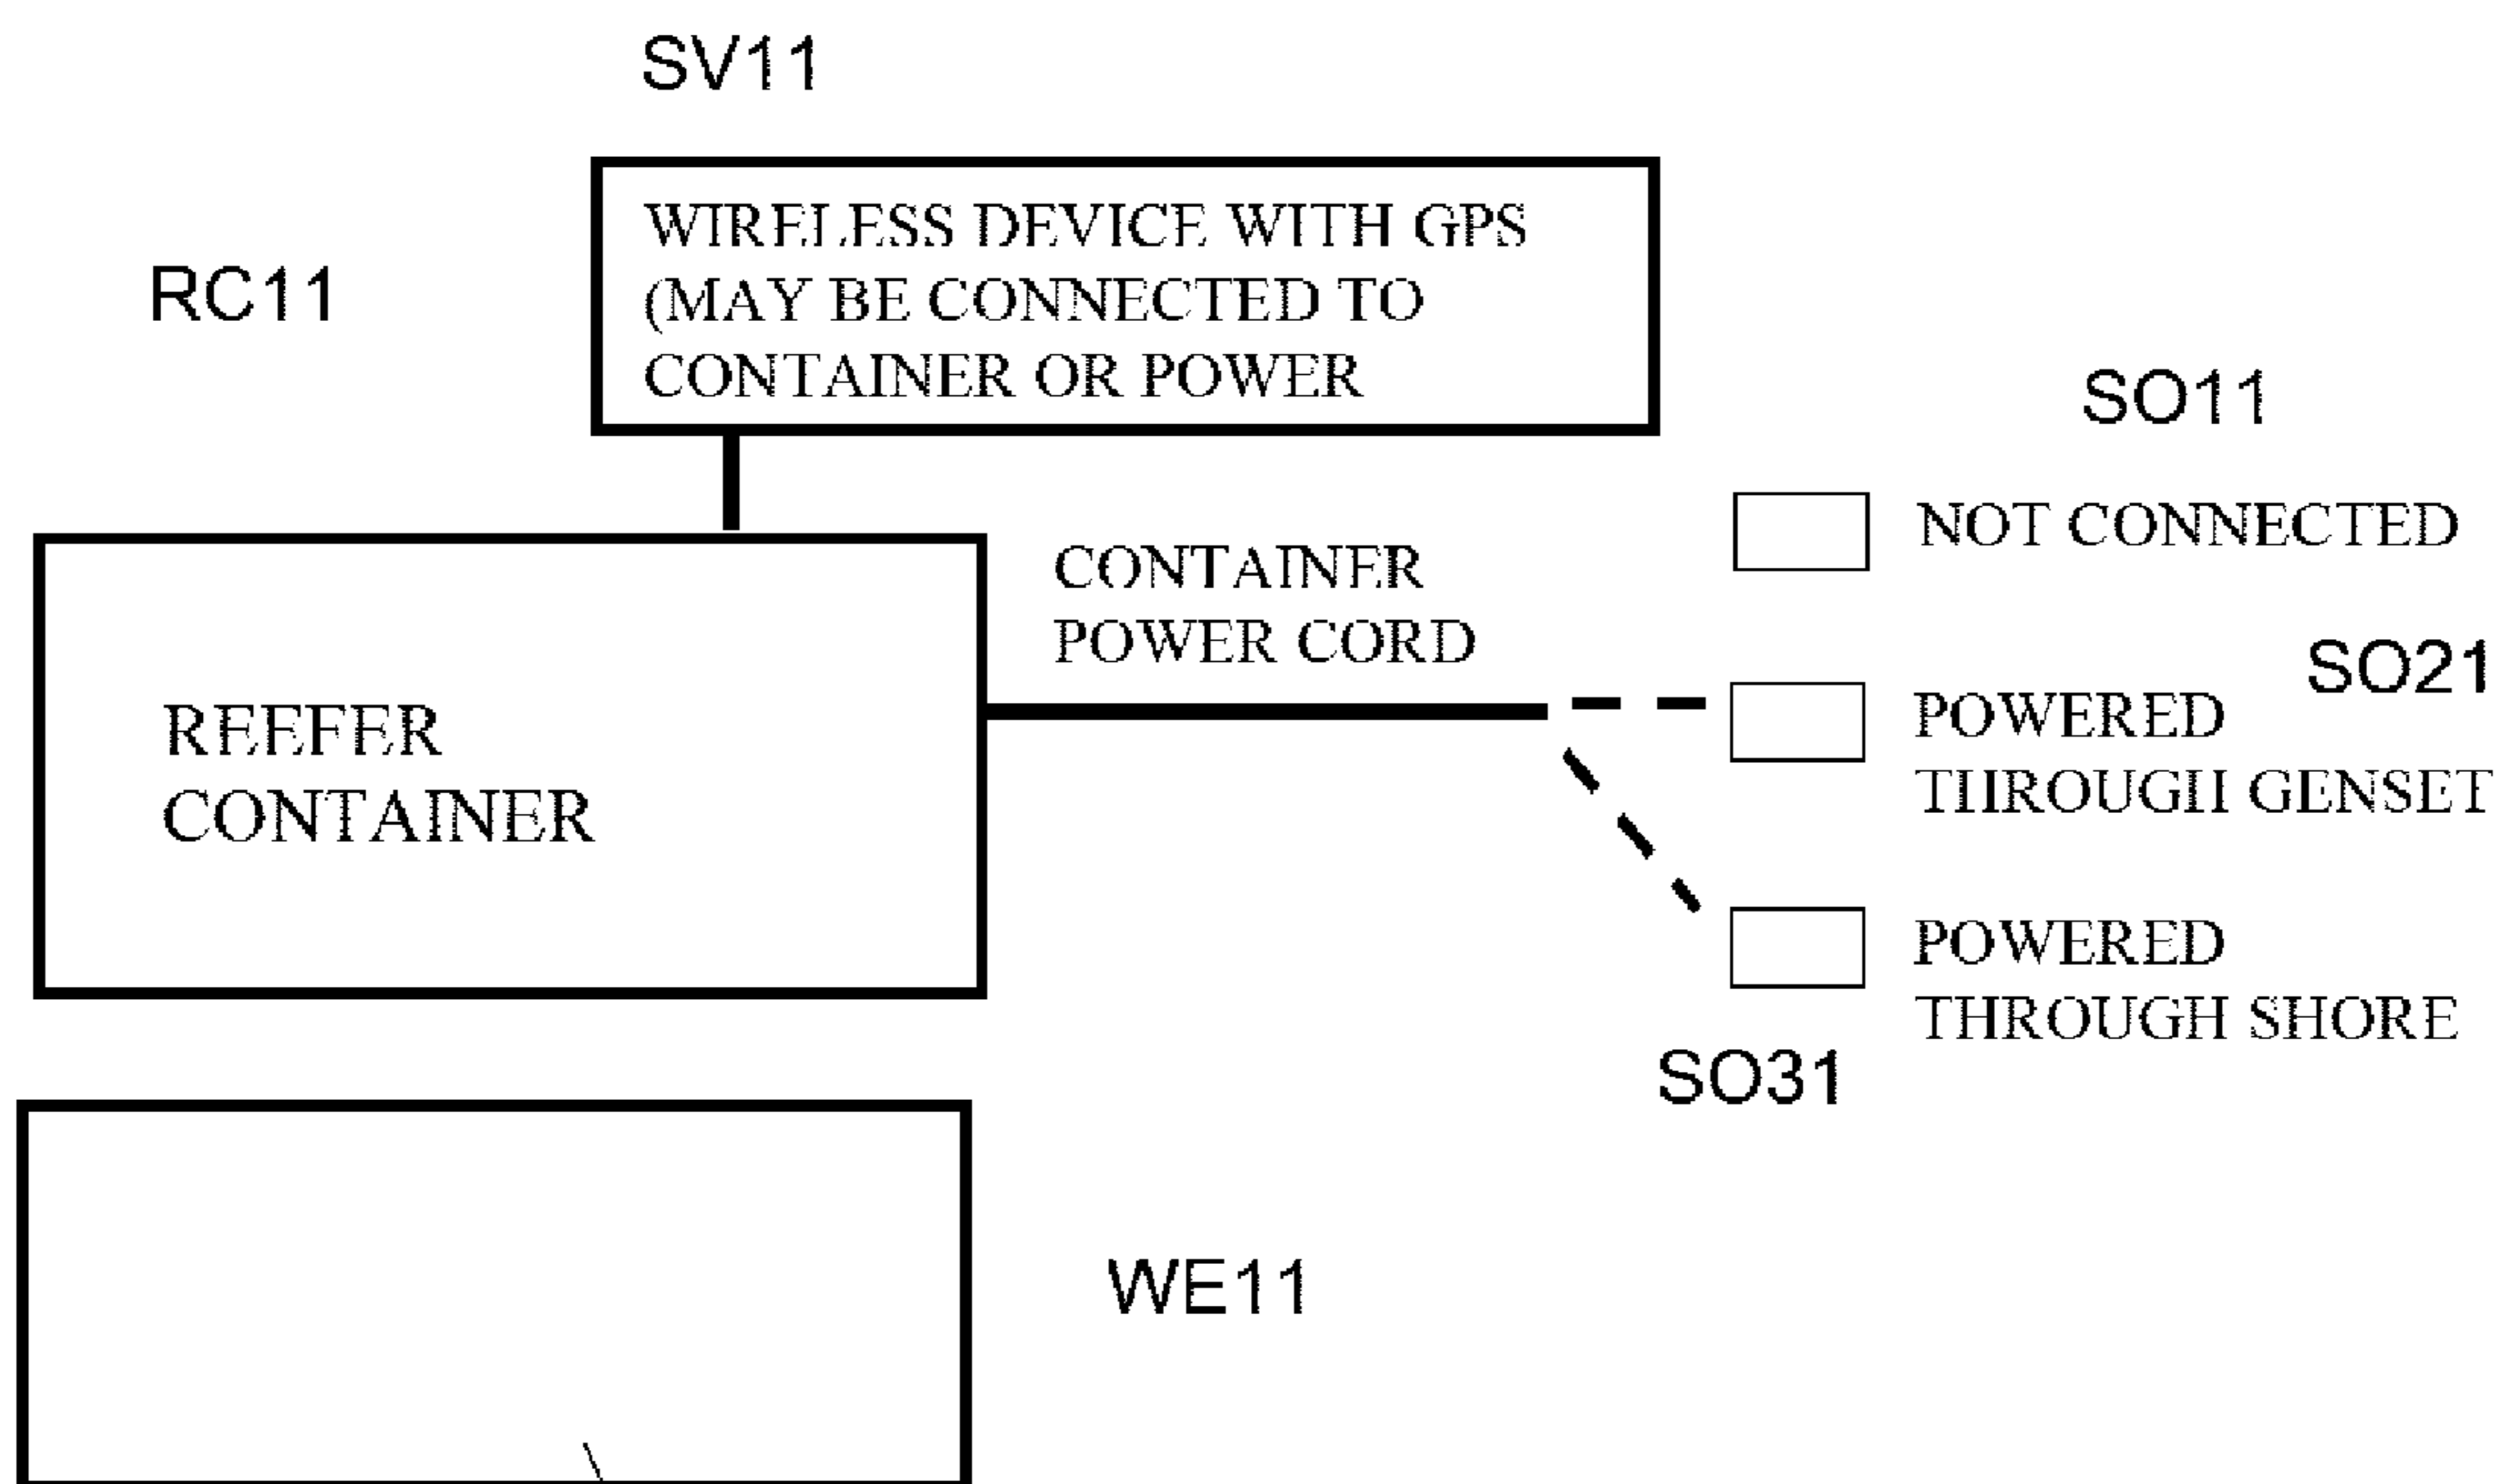 SV11
WIRELESS DEVICE WITH GPS
(MAY BE CONNECTED TO
CONTAINER OR POWER
RC11
SO11
NOT CONNECTED
CONTAINER
POWER CORD
SO21
POWERED
THROUGH GENSET
REEFER
CONTAINER
POWERED
THROUGH SHORE
SO31
WE11